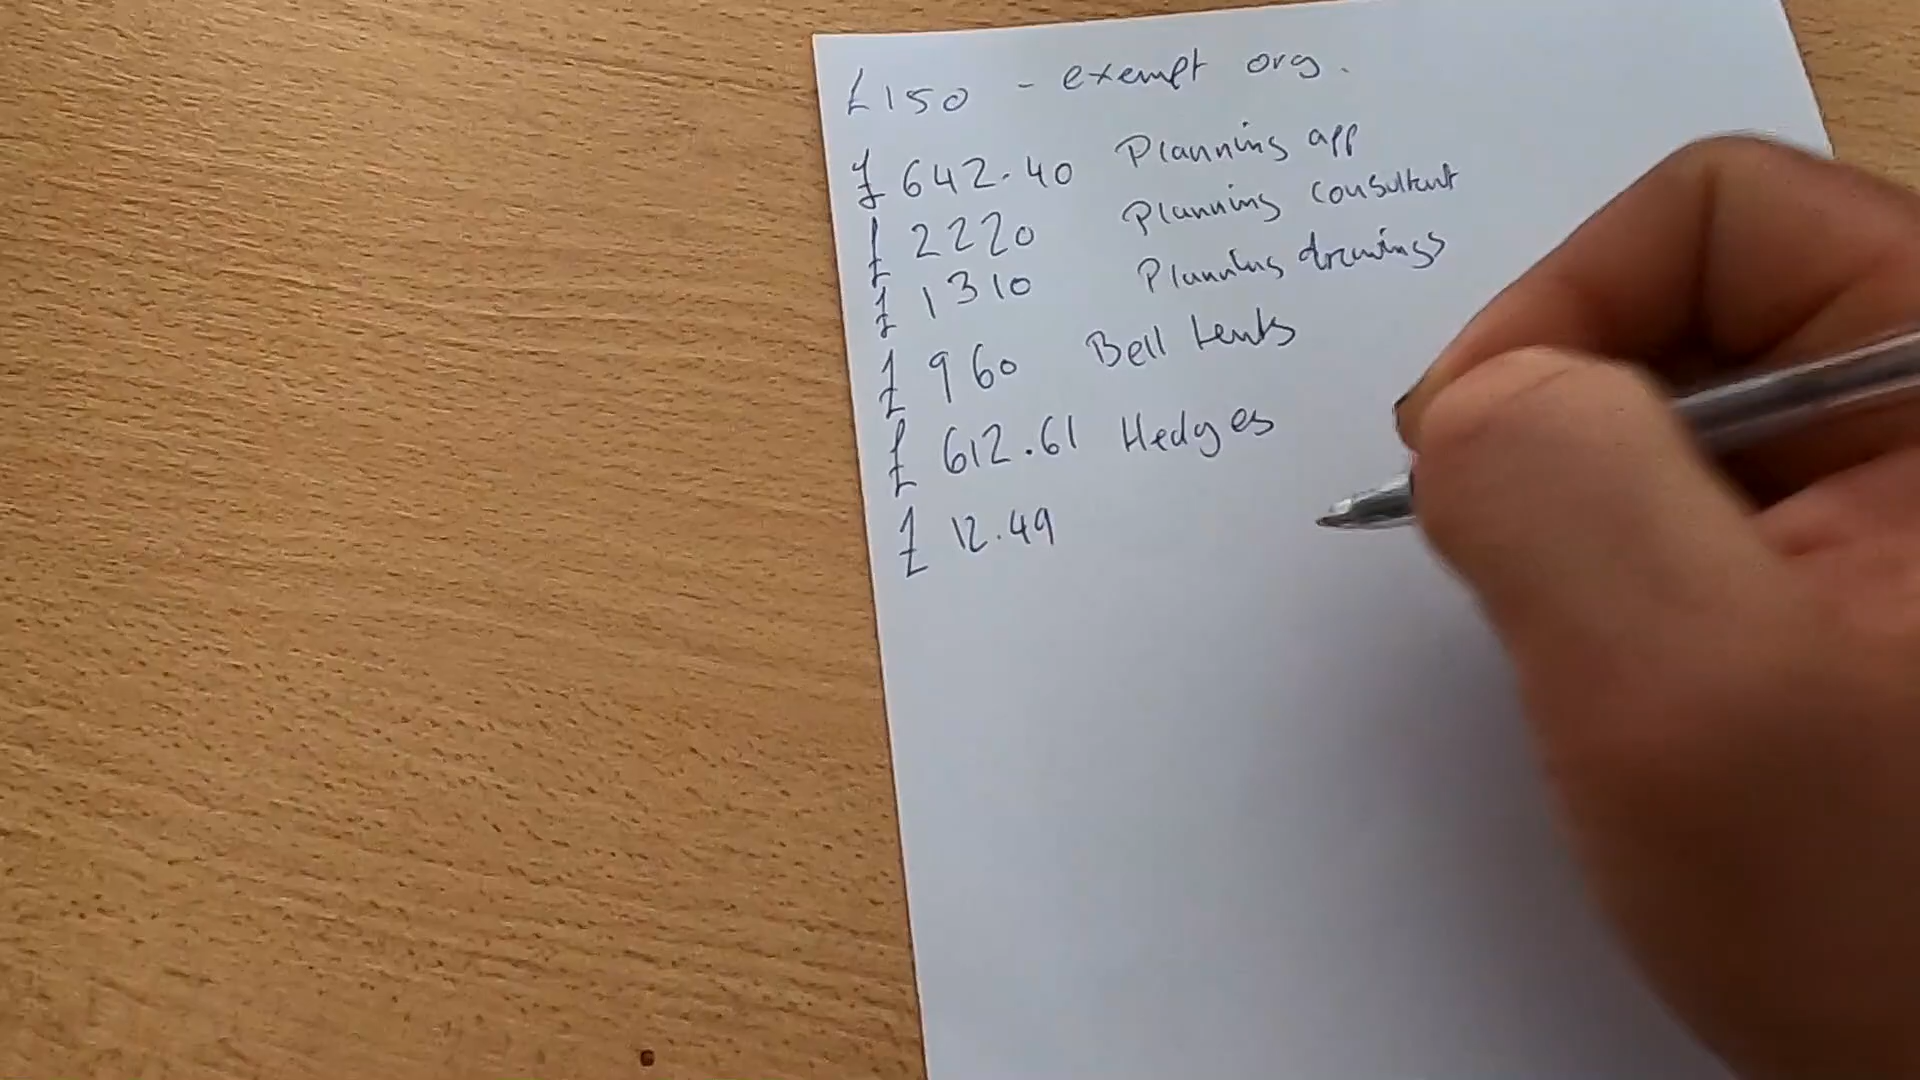 £150 - exempt org.
£ 642.40 Planning app
£ 2220 Planning consultant
£ 1310 Planning drawings
£ 960 Bell tents
£ 612.61 Hedges
£ 12.49